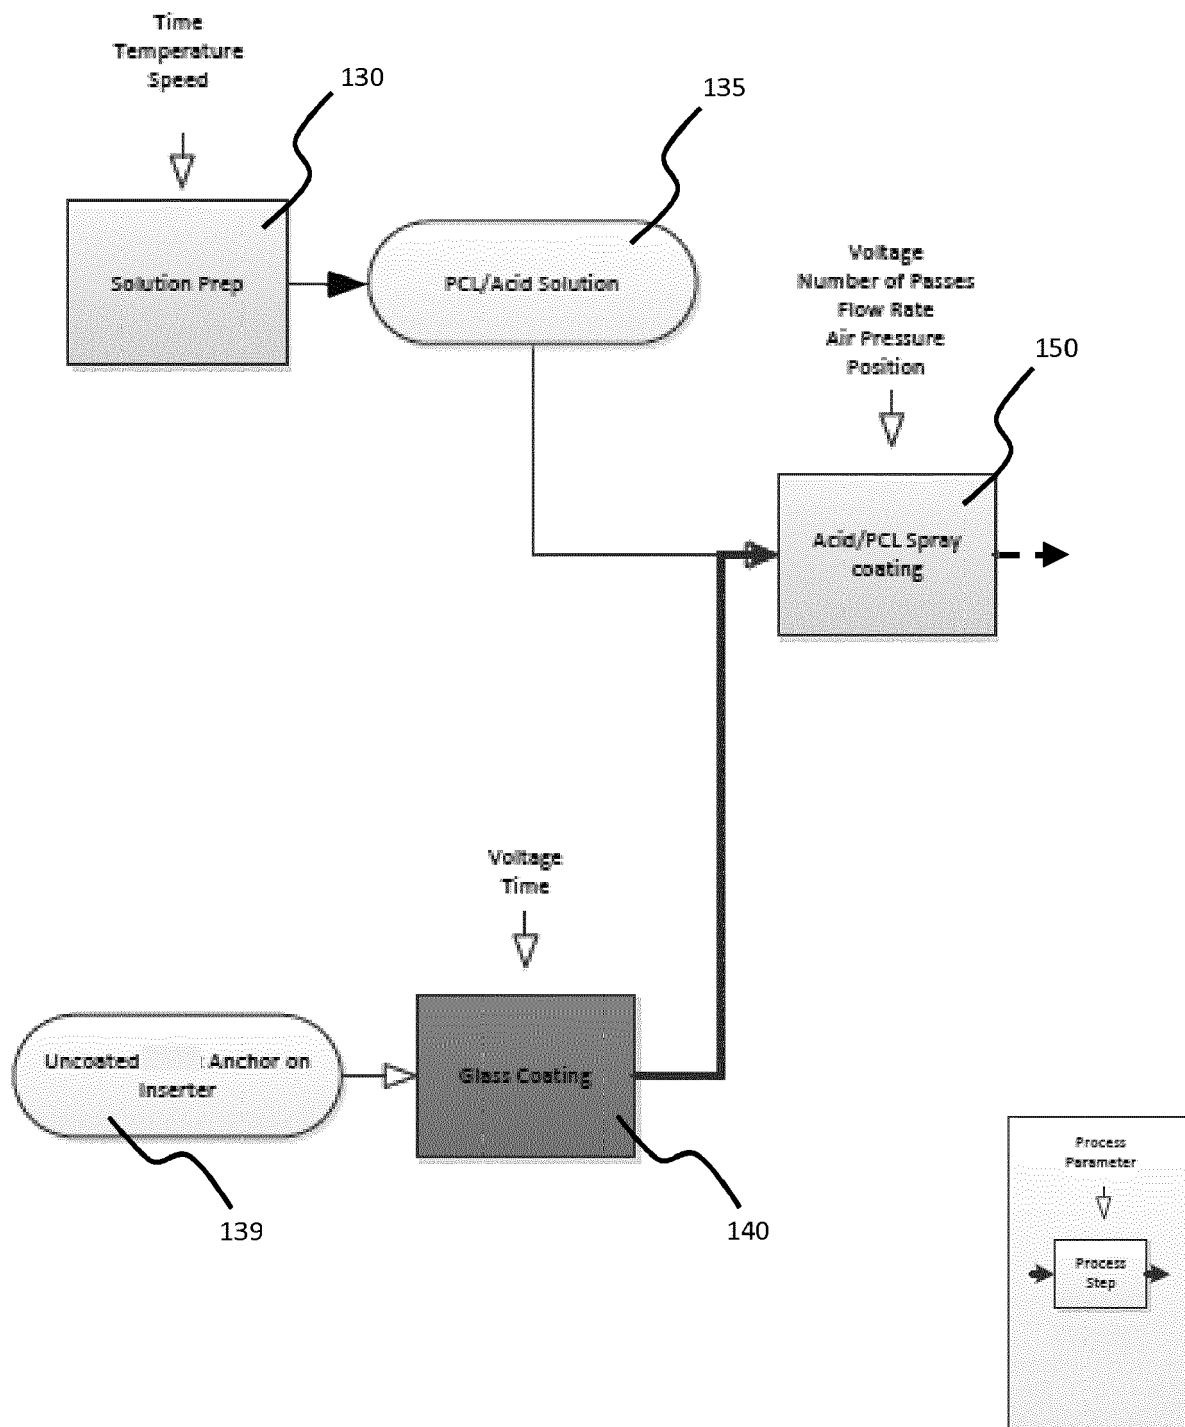 Time
Temperature
Speed
130
135
Solution Prep
PCL/Acid Solution
Voltage
Number of Passes
Flow Rate
Air Pressure
Position
150
Acid/PCL Spray
coating
Voltage
Time
Uncoated Anchor on
Inserter
Glass Coating
139
140
Process
Parameter
Process
Step